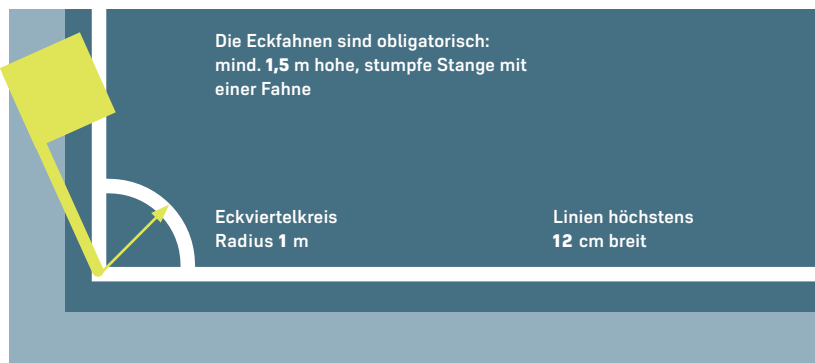 Die Eckfahnen sind obligatorisch:
mind. 1,5 m hohe, stumpfe Stange mit
einer Fahne
Eckviertelkreis
Radius 1 m
Linien höchstens
12 cm breit